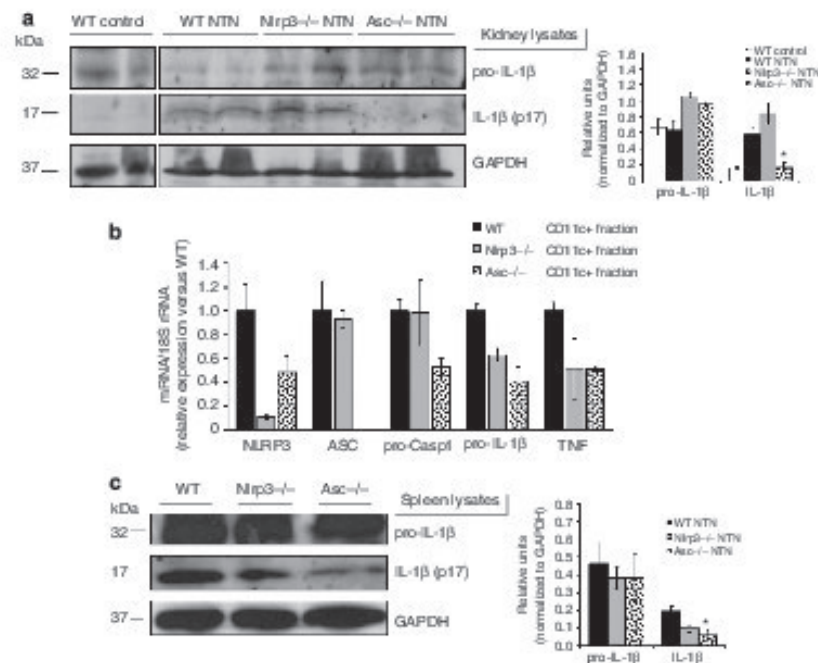 a
WT control WT NTN Nlrp3–/– NTN Asc–/– NTN
Kidney lysates
kDa
32
pro-IL-1β
17
IL-1β (p17)
37
GAPDH
Relative units
(normalized to GAPDH)
1.6
1.4
1.2
1.0
0.8
0.6
0.4
0.2
0
WT control
WT NTN
Nlrp3–/– NTN
Asc–/– NTN
*
pro-IL-1β IL-1β
b
WT CD11c+ fraction
Nlrp3–/– CD11c+ fraction
Asc–/– CD11c+ fraction
mRNA/18S rRNA
(relative expression versus WT)
1.4
1.2
1.0
0.8
0.6
0.4
0.2
0
NLRP3 ASC pro-Casp1 pro-IL-1β TNF
c
WT Nlrp3–/– Asc–/–
Spleen lysates
kDa
32
pro-IL-1β
17
IL-1β (p17)
37
GAPDH
Relative units
(normalized to GAPDH)
0.8
0.7
0.6
0.5
0.4
0.3
0.2
0.1
0
WT NTN
Nlrp3–/– NTN
Asc–/– NTN
*
pro-IL-1β IL-1β